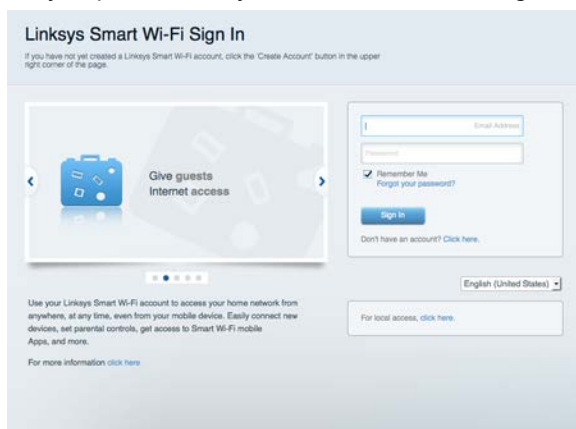 Linksys Smart Wi-Fi Sign In
If you have not yet created a Linksys Smart Wi-Fi account, click the 'Create Account' button in the upper
right corner of the page.
Give guests
Internet access
Email Address
Password
Remember Me
Forgot your password?
Sign In
Don't have an account? Click here.
English (United States)
For local access, click here.
Use your Linksys Smart Wi-Fi account to access your home network from
anywhere, at any time, even from your mobile device. Easily connect new
devices, set parental controls, get access to Smart Wi-Fi mobile
Apps, and more.
For more information click here